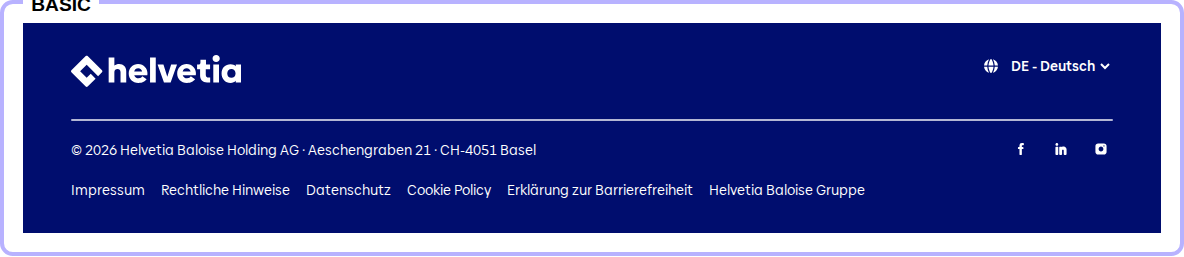 BASIC
helvetia
DE - Deutsch
© 2026 Helvetia Baloise Holding AG · Aeschengraben 21 · CH-4051 Basel
Impressum Rechtliche Hinweise Datenschutz Cookie Policy Erklärung zur Barrierefreiheit Helvetia Baloise Gruppe